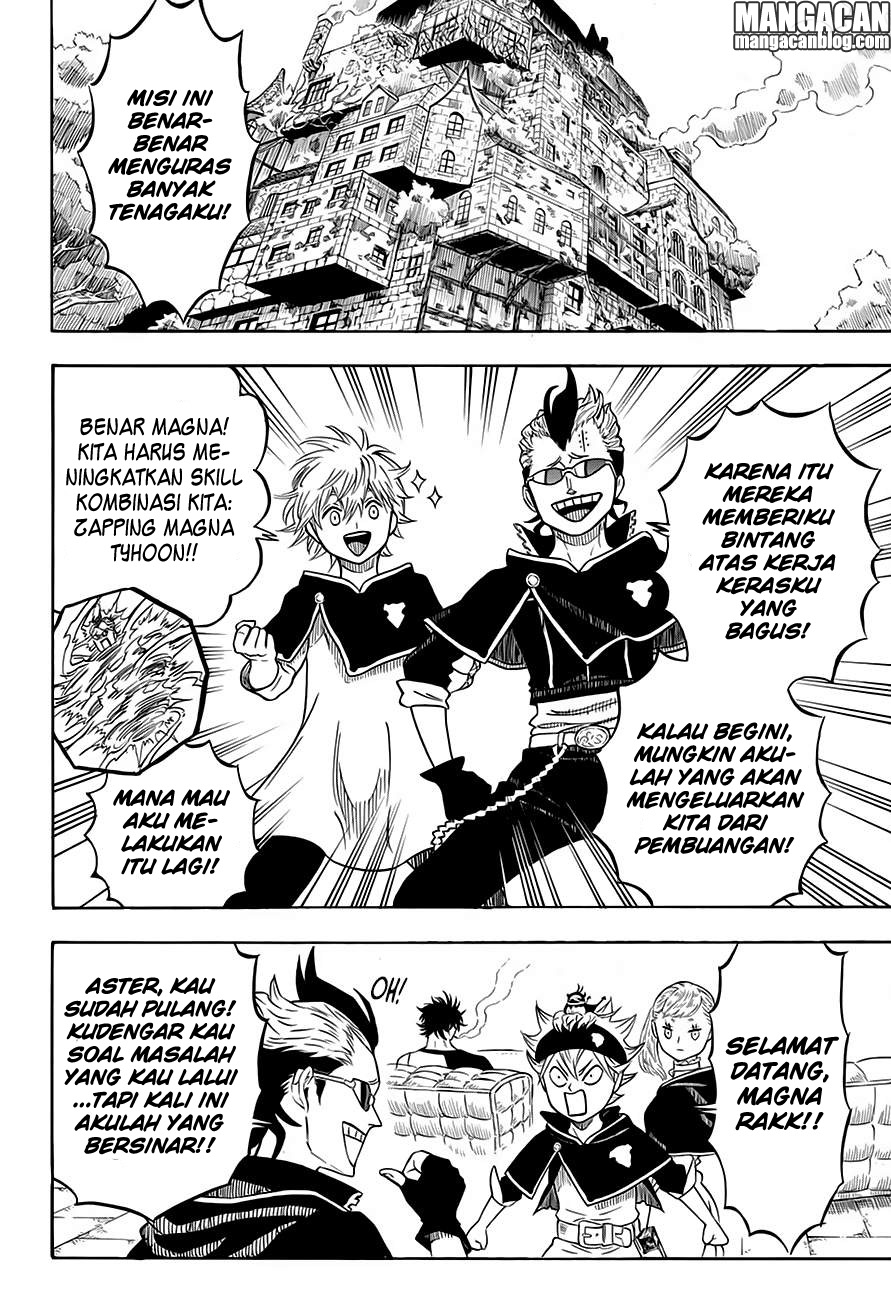 MANGACAN
mangacanblog.com
MISI INI
BENAR-
BENAR
MENGURAS
BANYAK
TENAGAKU!
KARENA ITU
MEREKA
MEMBERIKU
BINTANG
ATAS KERJA
KERASKU
YANG
BAGUS!
BENAR MAGNA!
KITA HARUS ME-
NINGKATKAN SKILL
KOMBINASI KITA:
ZAPPING MAGNA
TYHOON!!
KALAU BEGINI,
MUNGKIN AKU-
LAH YANG AKAN
MENGELUARKAN
KITA DARI
PEMBUANGAN!
MANA MAU
AKU ME-
LAKUKAN
ITU LAGI!
SELAMAT
DATANG,
MAGNA
RAKK!!
OH!
ASTER, KAU
SUDAH PULANG!
KUDENGAR KAU
SOAL MASALAH
YANG KAU LALUI
...TAPI KALI INI
AKULAH YANG
BERSINAR!!